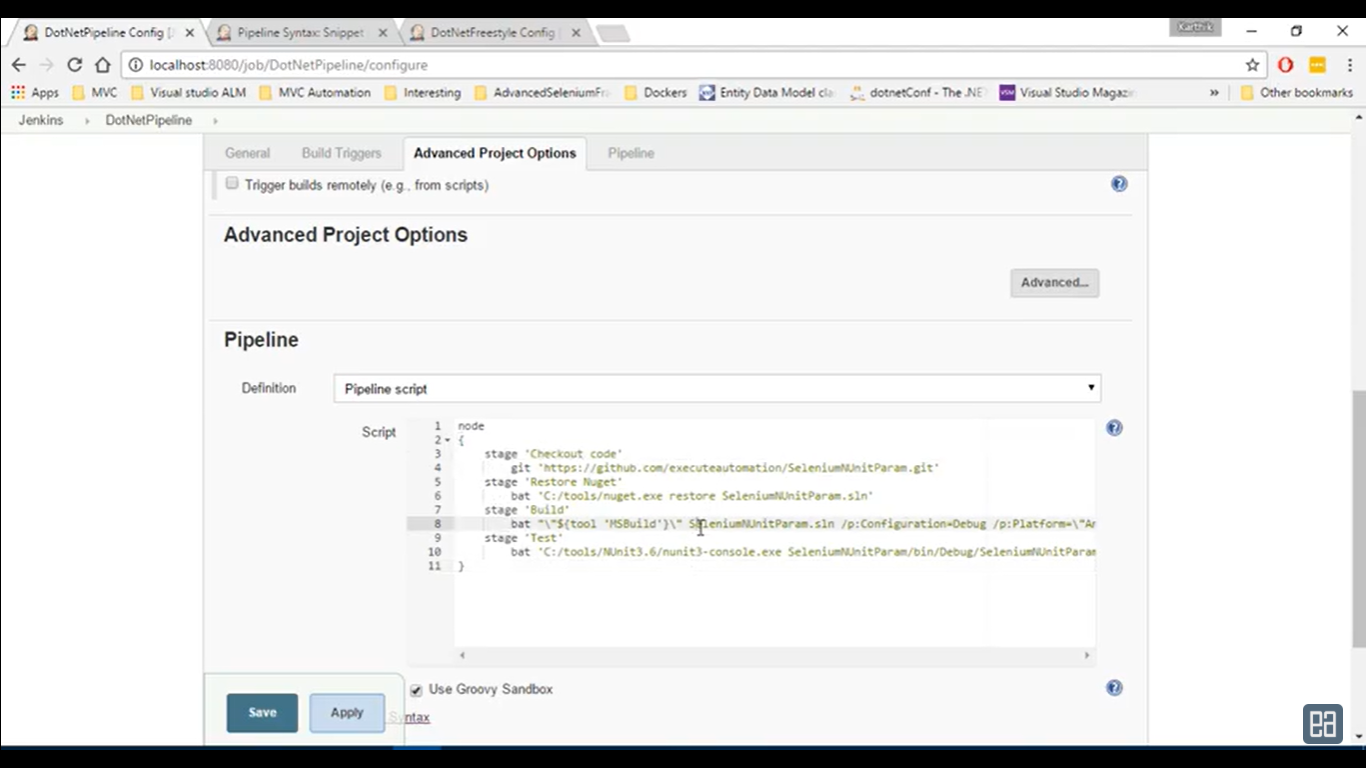 Karthik
DotNetPipeline Config [
Pipeline Syntax: Snippet
DotNetFreestyle Config
localhost:8080/job/DotNetPipeline/configure
Apps MVC Visual studio ALM MVC Automation Interesting AdvancedSeleniumFra Dockers Entity Data Model cla dotnetConf - The .NE Visual Studio Magazin » Other bookmarks
Jenkins DotNetPipeline
General Build Triggers Advanced Project Options Pipeline
Trigger builds remotely (e.g., from scripts)
Advanced Project Options
Advanced...
Pipeline
Definition Pipeline script
Script
1 node
2 {
3 stage 'Checkout code'
4 git 'https://github.com/executeautomation/SeleniumNUnitParam.git'
5 stage 'Restore Nuget'
6 bat 'C:/tools/nuget.exe restore SeleniumNUnitParam.sln'
7 stage 'Build'
8 bat "\"${tool 'MSBuild'}\" SeleniumNUnitParam.sln /p:Configuration=Debug /p:Platform=\"An
9 stage 'Test'
10 bat 'C:/tools/NUnit3.6/nunit3-console.exe SeleniumNUnitParam/bin/Debug/SeleniumNUnitParam
11 }
Use Groovy Sandbox
Save Apply Syntax
ea